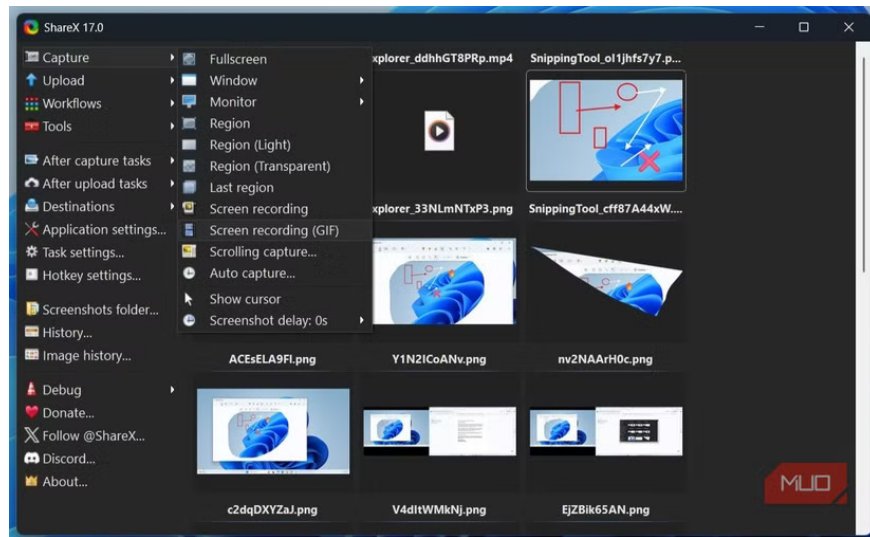 ShareX 17.0
Capture
Upload
Workflows
Tools
After capture tasks
After upload tasks
Destinations
Application settings...
Task settings...
Hotkey settings...
Screenshots folder...
History...
Image history...
Debug
Donate...
Follow @ShareX...
Discord...
About...
Fullscreen
Window
Monitor
Region
Region (Light)
Region (Transparent)
Last region
Screen recording
Screen recording (GIF)
Scrolling capture...
Auto capture...
Show cursor
Screenshot delay: 0s
xplorer_ddhhGT8PRp.mp4
SnippingTool_ol1jhfs7y7.p...
xplorer_33NLmNTxP3.png
SnippingTool_cff87A44xW....
ACEsELA9FI.png
Y1N2ICoANv.png
nv2NAArH0c.png
c2dqDXYZaJ.png
V4dItWMkNj.png
EjZBik65AN.png
MUO